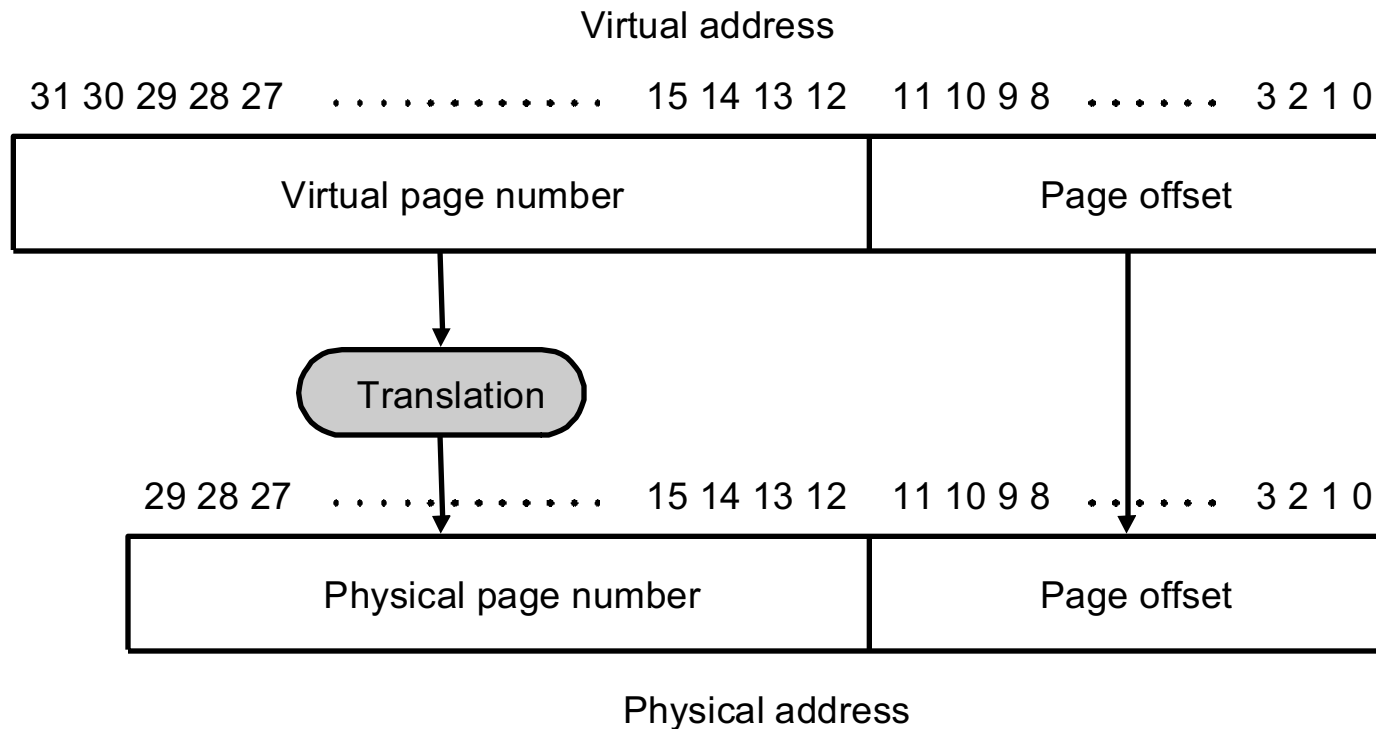 Virtual address
31 30 29 28 27 ............ 15 14 13 12 11 10 9 8 ...... 3 2 1 0
Virtual page number Page offset
Translation
29 28 27 ............ 15 14 13 12 11 10 9 8 ...... 3 2 1 0
Physical page number Page offset
Physical address